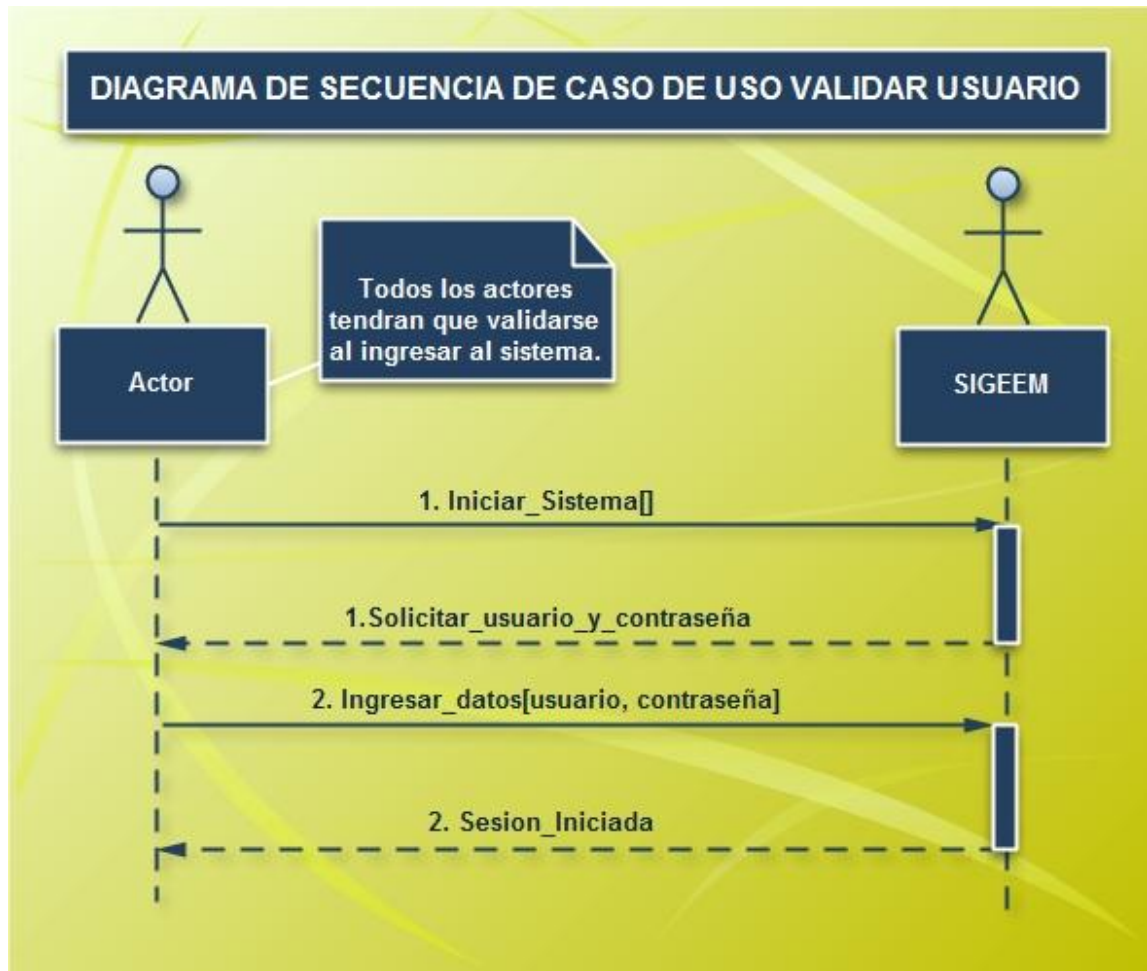 DIAGRAMA DE SECUENCIA DE CASO DE USO VALIDAR USUARIO
Todos los actores
tendran que validarse
al ingresar al sistema.
Actor
SIGEEM
1. Iniciar_Sistema[]
1.Solicitar_usuario_y_contraseña
2. Ingresar_datos[usuario, contraseña]
2. Sesion_Iniciada